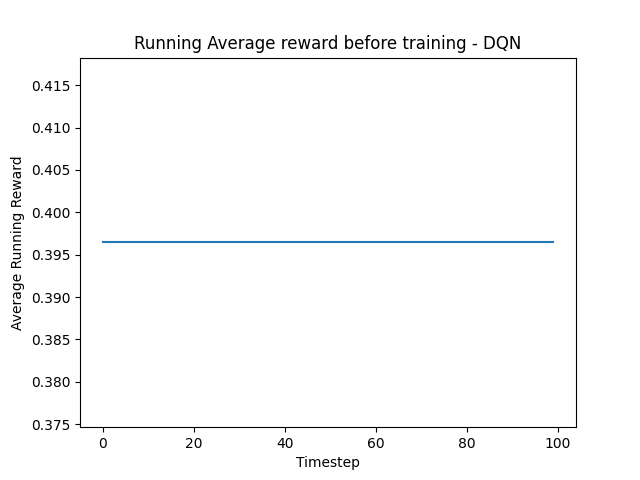 Running Average reward before training - DQN
0.415
0.410
0.405
0.400
0.395
0.390
0.385
0.380
0.375
Average Running Reward
0 20 40 60 80 100
Timestep